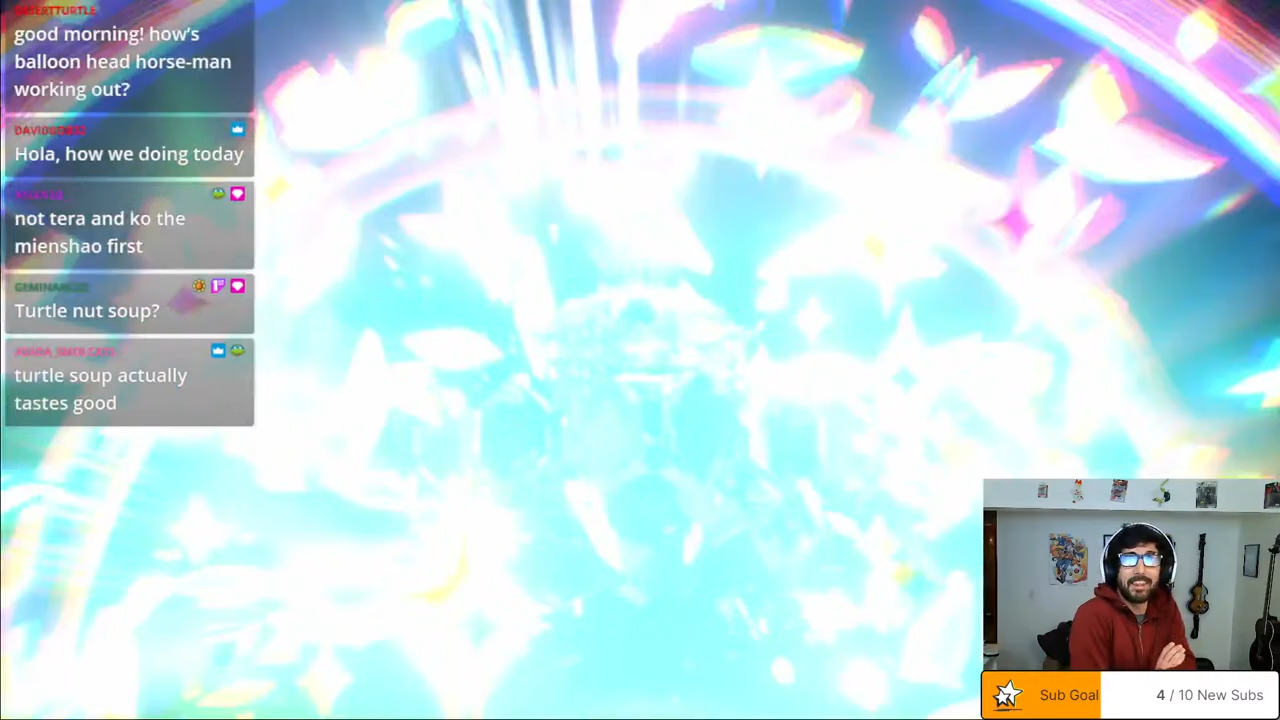 good morning! how's
balloon head horse-man
working out?
Hola, how we doing today
not tera and ko the
mienshao first
Turtle nut soup?
turtle soup actually
tastes good
Sub Goal
4 / 10 New Subs